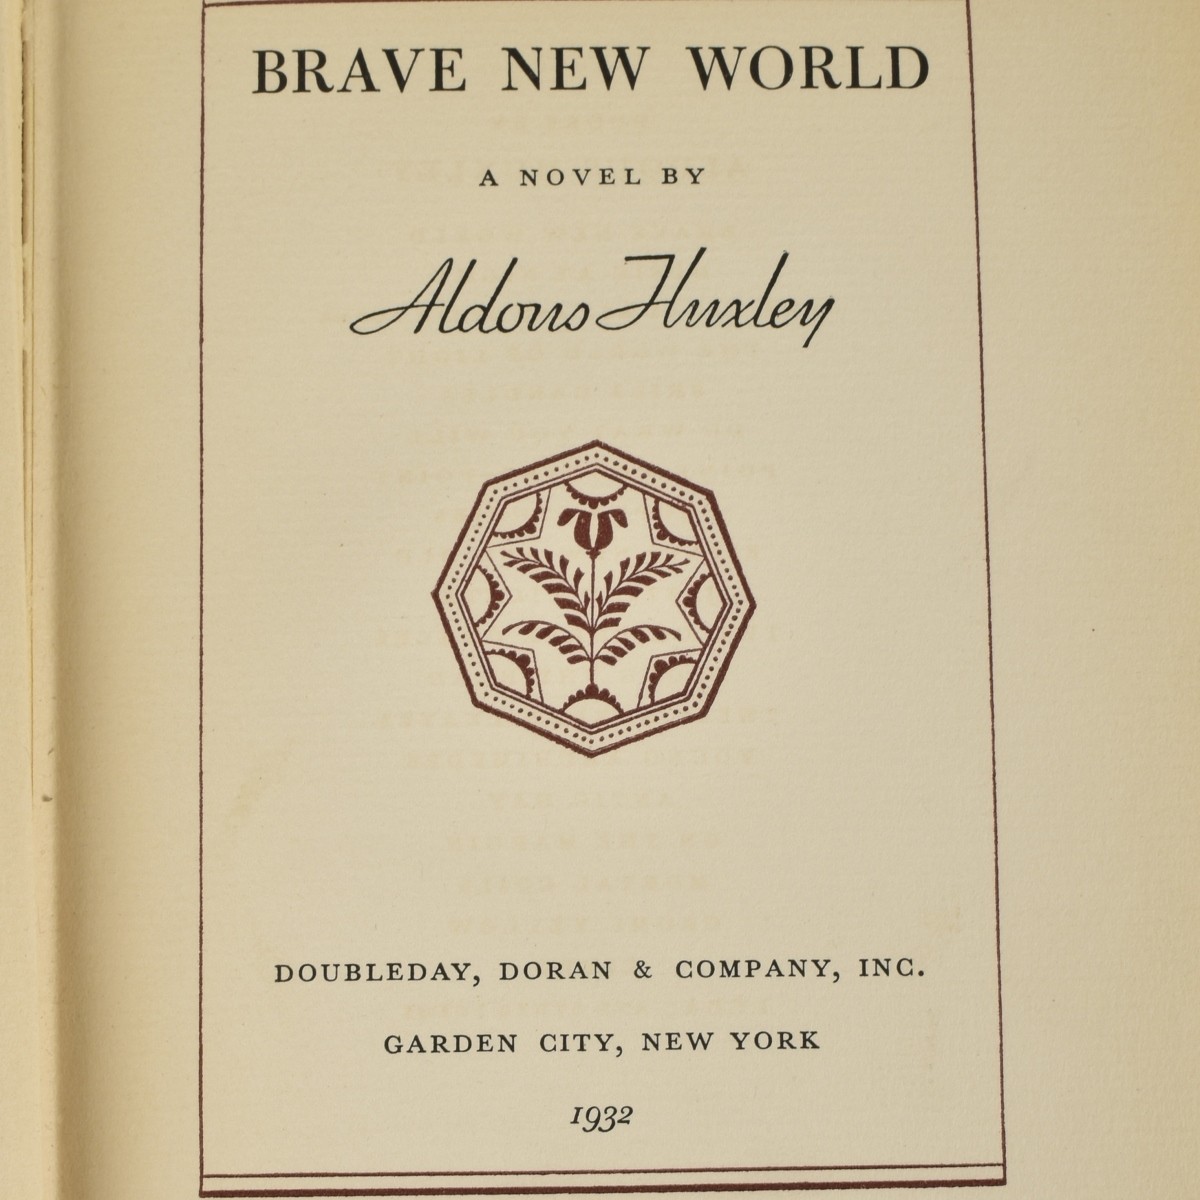 BRAVE NEW WORLD
A NOVEL BY
Aldous Huxley
DOUBLEDAY, DORAN & COMPANY, INC.
GARDEN CITY, NEW YORK
1932